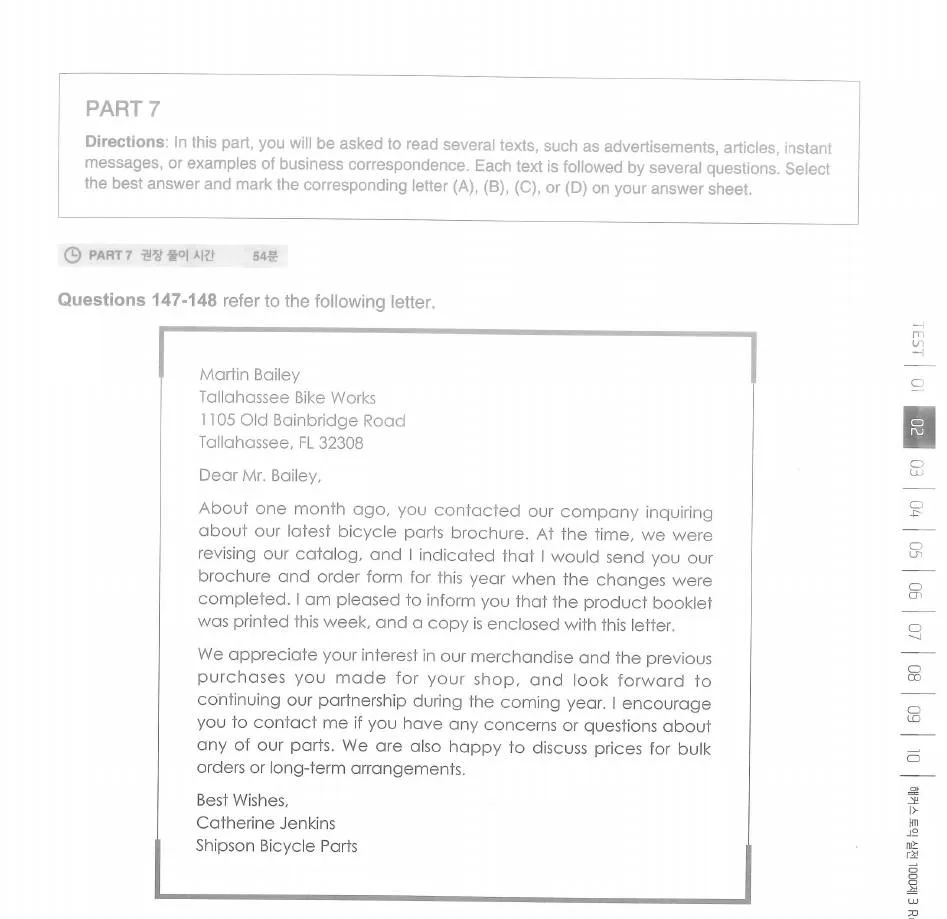 PART 7
Directions: In this part, you will be asked to read several texts, such as advertisements, articles, instant
messages, or examples of business correspondence. Each text is followed by several questions. Select
the best answer and mark the corresponding letter (A), (B), (C), or (D) on your answer sheet.
PART 7 권장 풀이 시간 54분
Questions 147-148 refer to the following letter.
Martin Bailey
Tallahassee Bike Works
1105 Old Bainbridge Road
Tallahassee, FL 32308
Dear Mr. Bailey,
About one month ago, you contacted our company inquiring
about our latest bicycle parts brochure. At the time, we were
revising our catalog, and I indicated that I would send you our
brochure and order form for this year when the changes were
completed. I am pleased to inform you that the product booklet
was printed this week, and a copy is enclosed with this letter.
We appreciate your interest in our merchandise and the previous
purchases you made for your shop, and look forward to
continuing our partnership during the coming year. I encourage
you to contact me if you have any concerns or questions about
any of our parts. We are also happy to discuss prices for bulk
orders or long-term arrangements.
Best Wishes,
Catherine Jenkins
Shipson Bicycle Parts
TEST
01
02
03
04
05
06
07
08
09
10
해커스 토익 실전 1000제 3